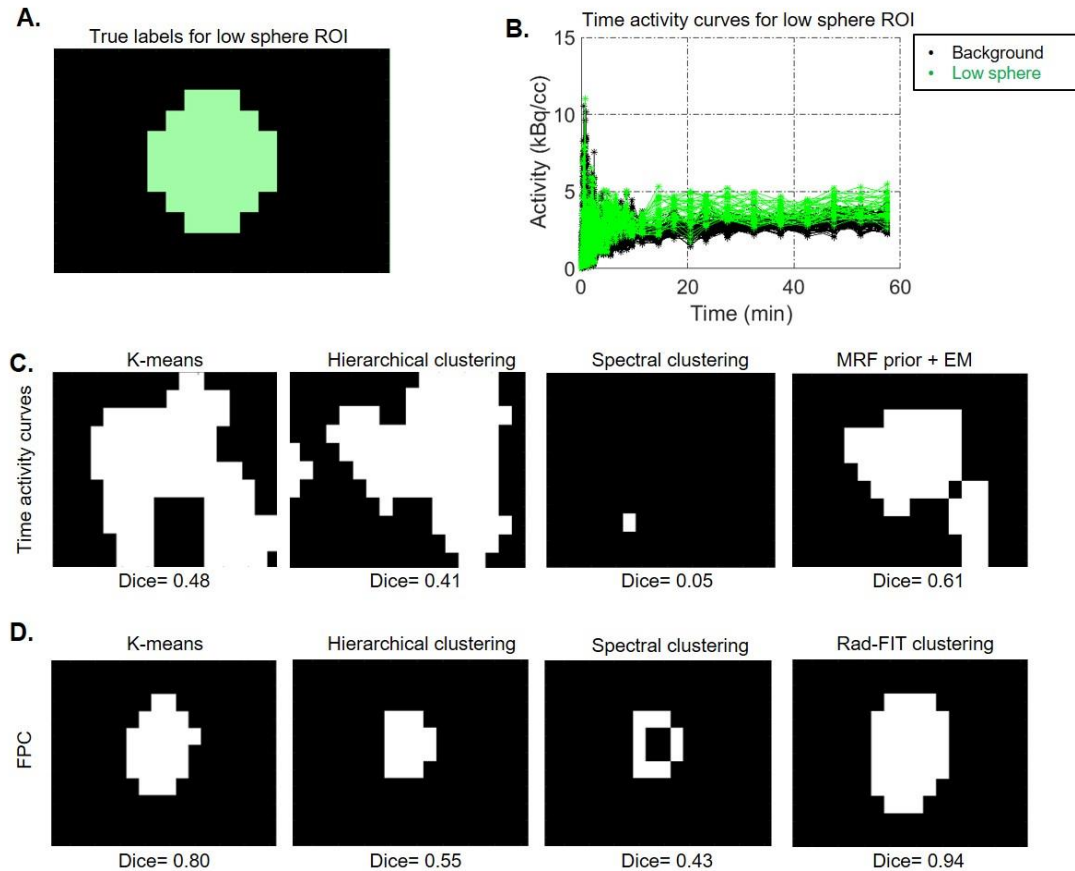 A.
True labels for low sphere ROI
B.
Time activity curves for low sphere ROI
Background
Low sphere
15
10
5
0
Activity (kBq/cc)
0 20 40 60
Time (min)
C.
K-means Hierarchical clustering Spectral clustering MRF prior + EM
Time activity curves
Dice= 0.48 Dice= 0.41 Dice= 0.05 Dice= 0.61
D.
K-means Hierarchical clustering Spectral clustering Rad-FIT clustering
FPC
Dice= 0.80 Dice= 0.55 Dice= 0.43 Dice= 0.94